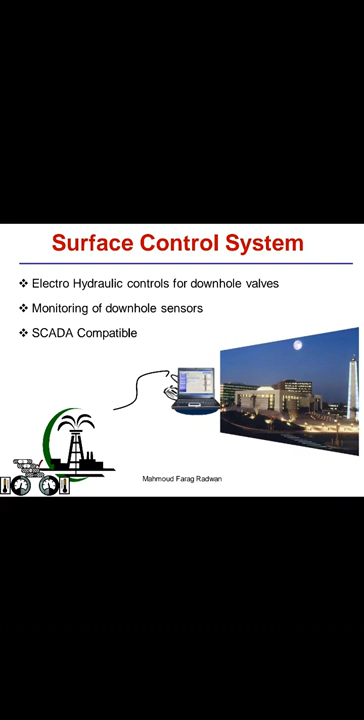 Surface Control System
❖ Electro Hydraulic controls for downhole valves
❖ Monitoring of downhole sensors
❖ SCADA Compatible
Mahmoud Farag Radwan